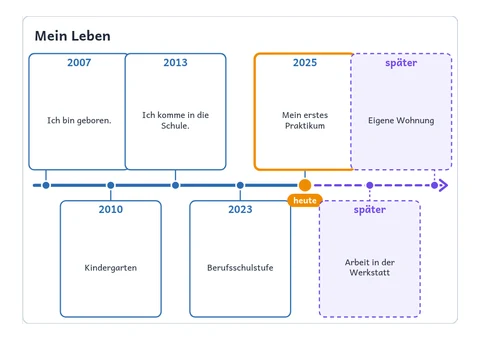 Mein Leben
2007
Ich bin geboren.
2013
Ich komme in die
Schule.
2025
Mein erstes
Praktikum
später
Eigene Wohnung
heute
2010
Kindergarten
2023
Berufsschulstufe
später
Arbeit in der
Werkstatt